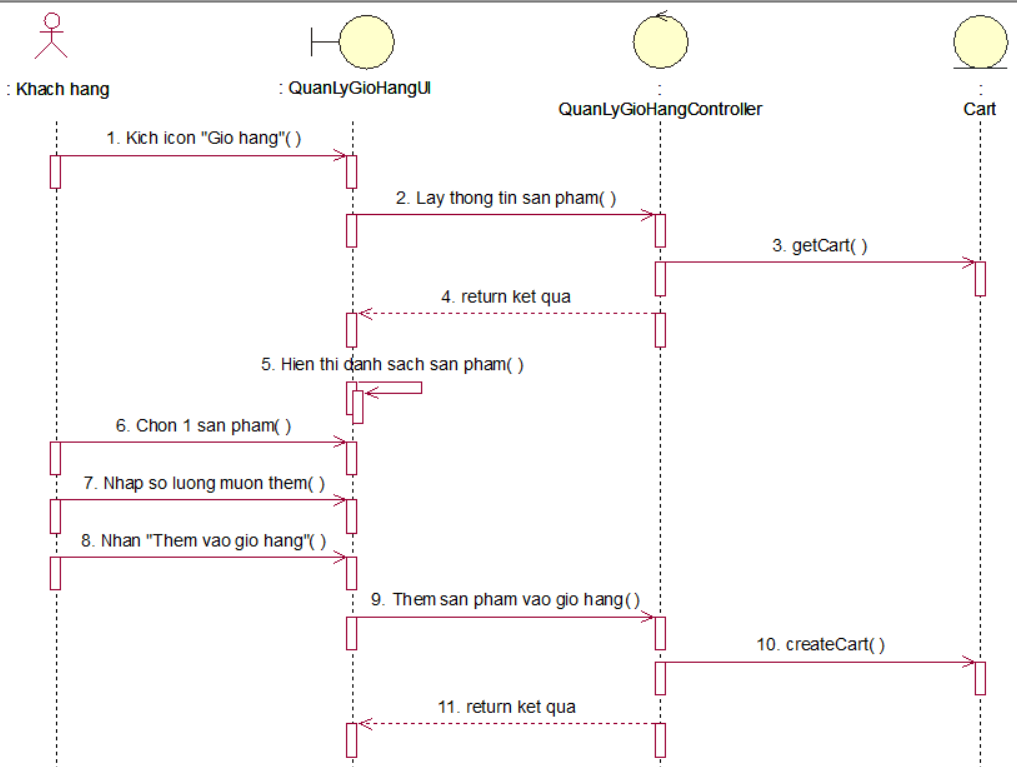 : Khach hang
: QuanLyGioHangUI
:
QuanLyGioHangController
:
Cart
1. Kich icon "Gio hang"( )
2. Lay thong tin san pham( )
3. getCart( )
4. return ket qua
5. Hien thi danh sach san pham( )
6. Chon 1 san pham( )
7. Nhap so luong muon them( )
8. Nhan "Them vao gio hang"( )
9. Them san pham vao gio hang( )
10. createCart( )
11. return ket qua